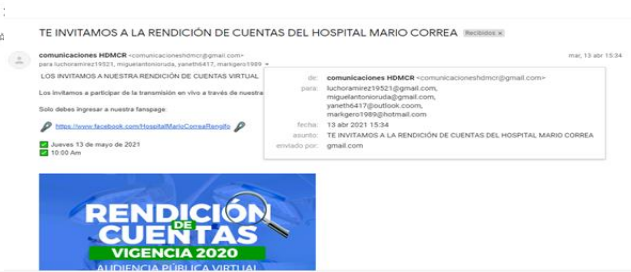 TE INVITAMOS A LA RENDICIÓN DE CUENTAS DEL HOSPITAL MARIO CORREA Recibidos x
comunicaciones HDMCR <comunicacioneshdmcr@gmail.com>
mar, 13 abr 15:34
para luchoramirez19521, miguelantonioruda, yaneth6417, markgero1989
LOS INVITAMOS A NUESTRA RENDICIÓN DE CUENTAS VIRTUAL
Los invitamos a participar de la transmisión en vivo a través de nuestra
Solo debes ingresar a nuestra fanspage:
https://www.facebook.com/HospitalMarioCorreaRengifo
Jueves 13 de mayo de 2021
10:00 Am
de: comunicaciones HDMCR <comunicacioneshdmcr@gmail.com>
para: luchoramirez19521@gmail.com,
miguelantonioruda@gmail.com,
yaneth6417@outlook.coom,
markgero1989@hotmail.com
fecha: 13 abr 2021 15:34
asunto: TE INVITAMOS A LA RENDICIÓN DE CUENTAS DEL HOSPITAL MARIO CORREA
enviado por: gmail.com
RENDICIÓN
DE
CUENTAS
VIGENCIA 2020
AUDIENCIA PÚBLICA VIRTUAL